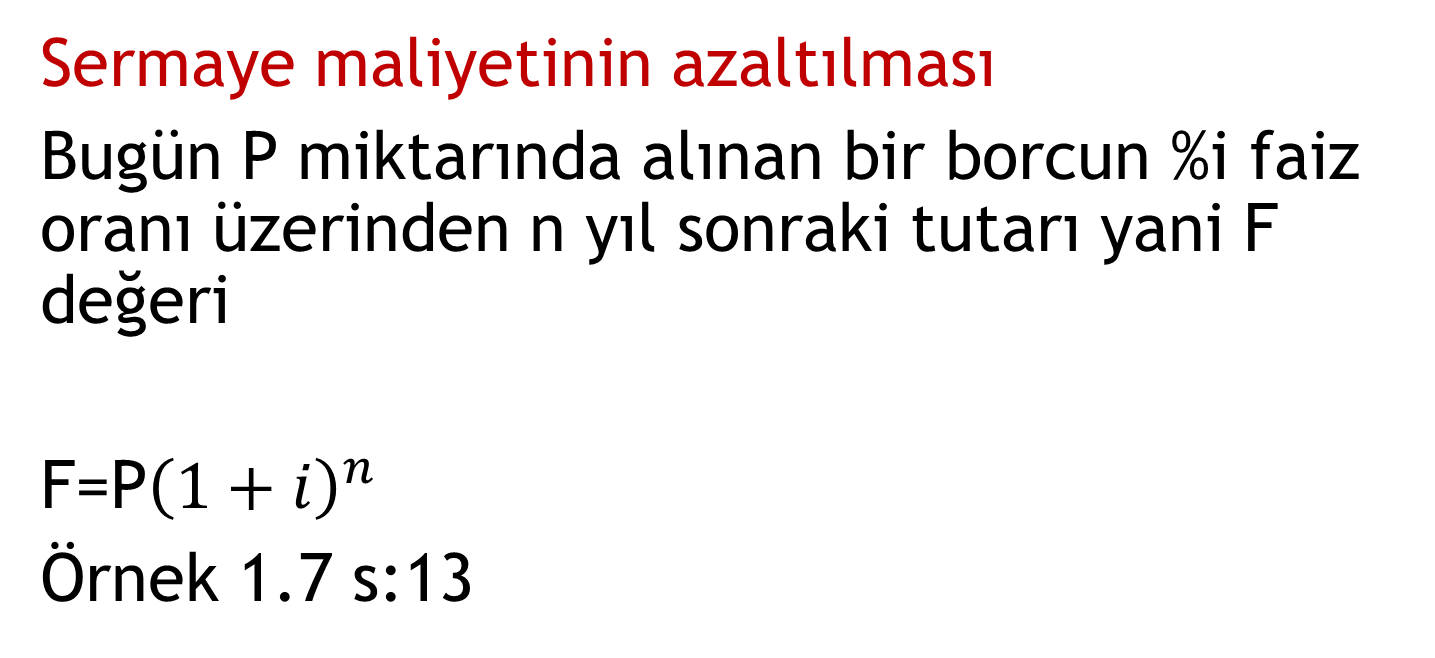 Sermaye maliyetinin azaltılması
Bugün P miktarında alınan bir borcun %i faiz
oranı üzerinden n yıl sonraki tutarı yani F
değeri
F=P(1 + i)ⁿ
Örnek 1.7 s:13